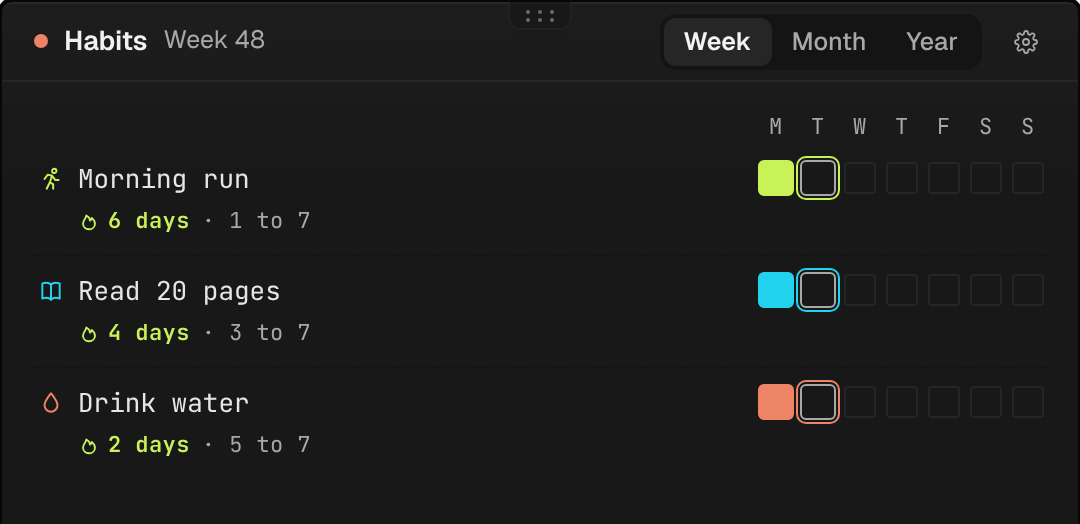 Habits Week 48 Week Month Year
M T W T F S S
Morning run
6 days · 1 to 7
Read 20 pages
4 days · 3 to 7
Drink water
2 days · 5 to 7